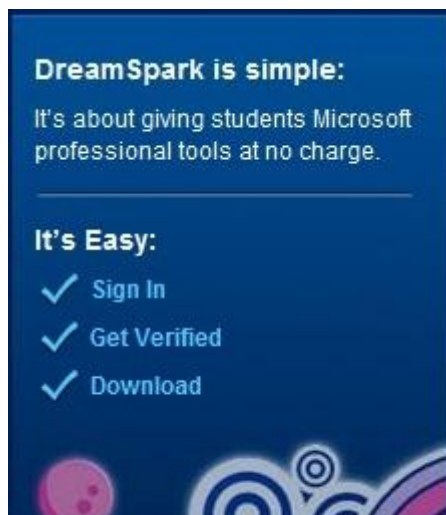 DreamSpark is simple:
It's about giving students Microsoft
professional tools at no charge.
It's Easy:
Sign In
Get Verified
Download